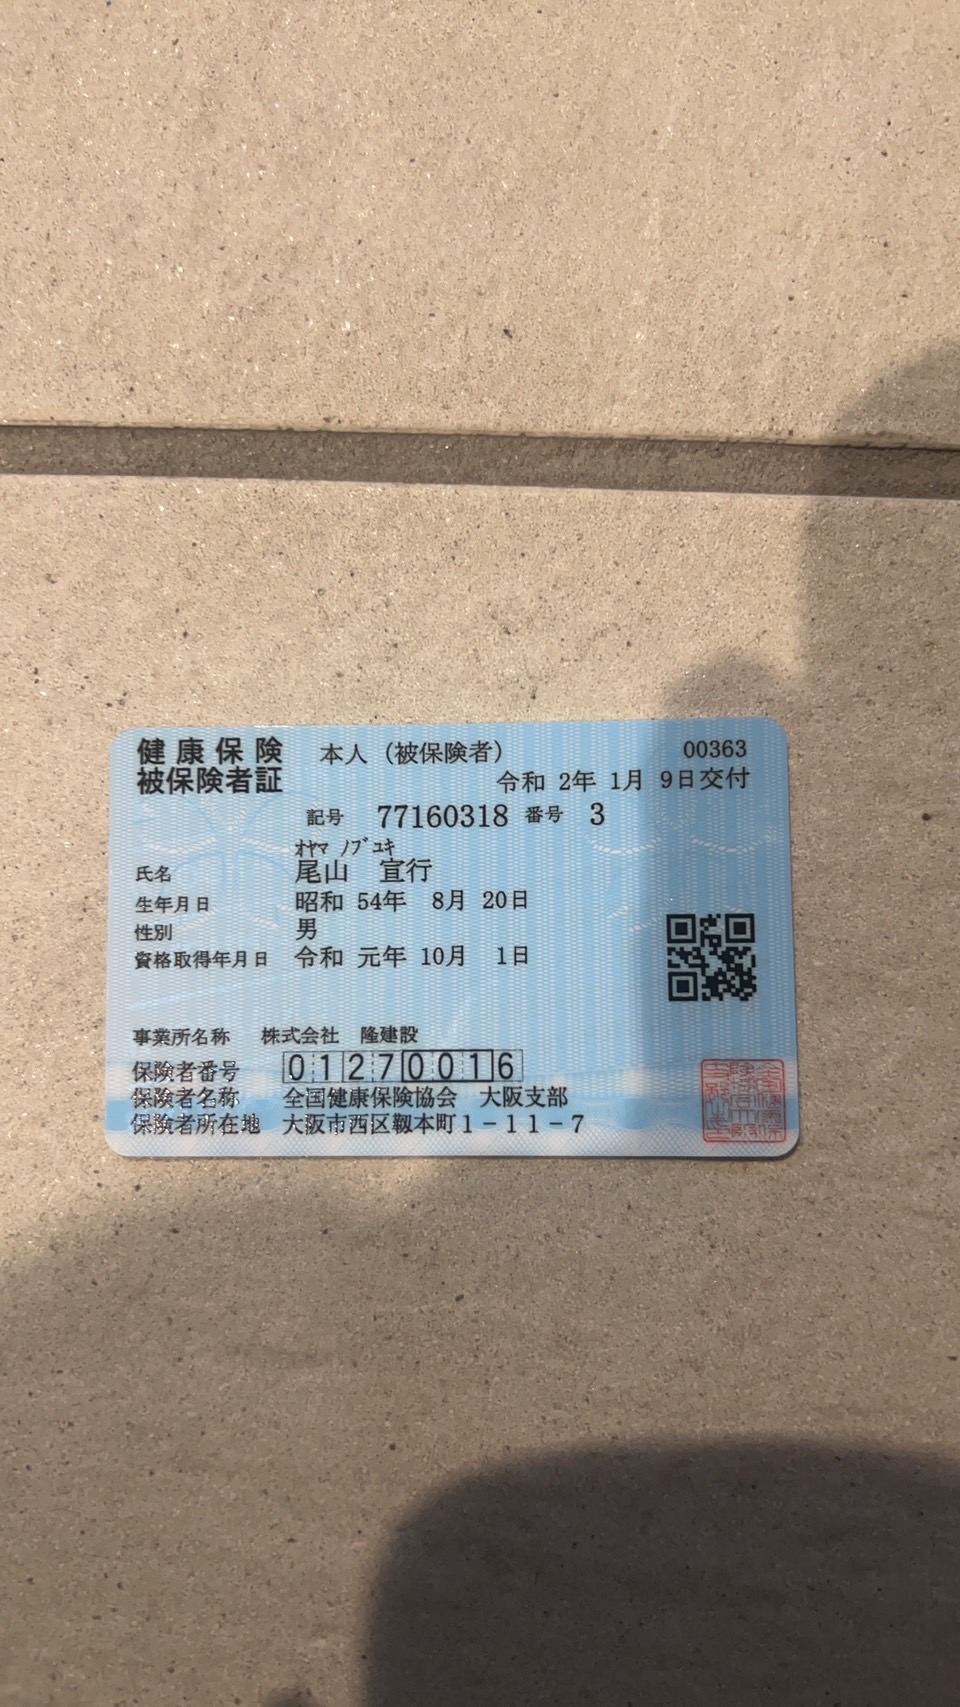 健康保険 本人（被保険者） 00363
被保険者証 令和 2年 1月 9日交付
記号 77160318 番号 3
ｵﾔﾏ ﾉﾌﾞﾕｷ
氏名 尾山 宣行
生年月日 昭和 54年 8月 20日
性別 男
資格取得年月日 令和 元年 10月 1日
事業所名称 株式会社 隆建設
保険者番号 01270016
保険者名称 全国健康保険協会 大阪支部
保険者所在地 大阪市西区靱本町１－１１－７